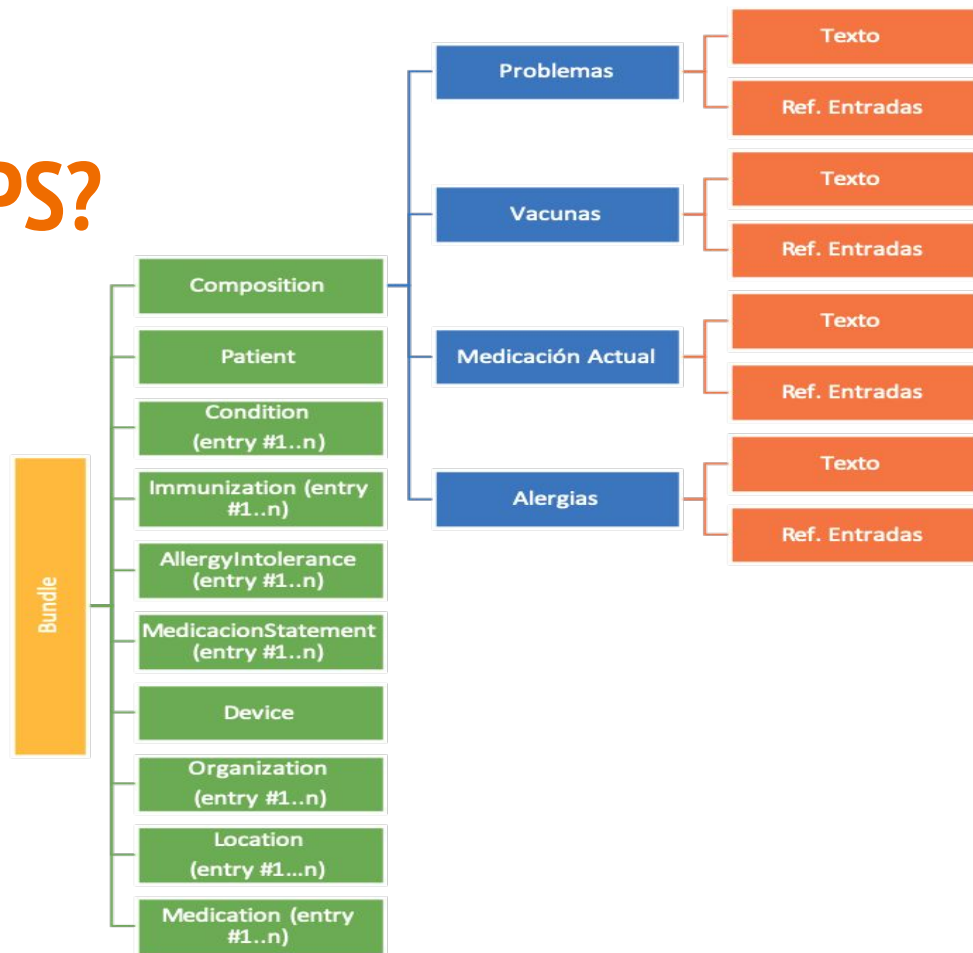 PS?
Bundle
Composition
Patient
Condition
(entry #1..n)
Immunization (entry
#1..n)
AllergyIntolerance
(entry #1..n)
MedicacionStatement
(entry #1..n)
Device
Organization
(entry #1..n)
Location
(entry #1...n)
Medication (entry
#1..n)
Problemas
Texto
Ref. Entradas
Vacunas
Texto
Ref. Entradas
Medicación Actual
Texto
Ref. Entradas
Alergias
Texto
Ref. Entradas